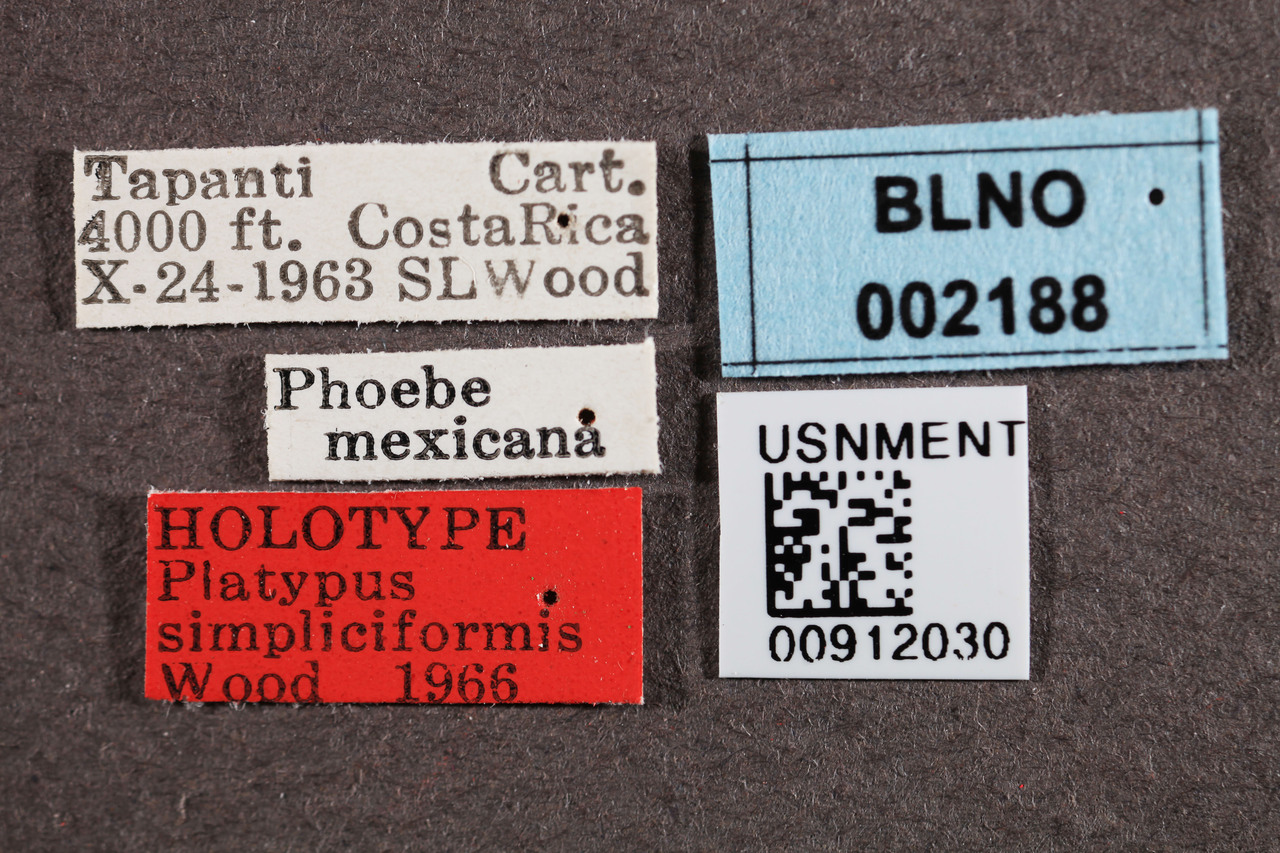 Tapanti Cart.
4000 ft. CostaRica
X-24-1963 SLWood
Phoebe
mexicana
HOLOTYPE
Platypus
simpliciformis
Wood 1966
BLNO
002188
USNMENT
00912030